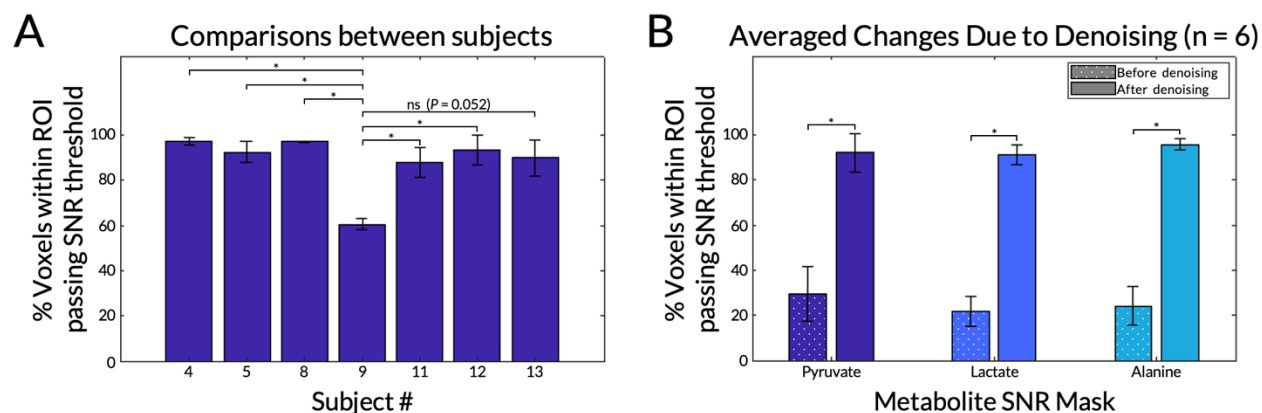 A
Comparisons between subjects
% Voxels within ROI
passing SNR threshold
100
80
60
40
20
0
*
*
*
ns (P = 0.052)
*
*
4 5 8 9 11 12 13
Subject #
B
Averaged Changes Due to Denoising (n = 6)
% Voxels within ROI
passing SNR threshold
100
80
60
40
20
0
Before denoising
After denoising
*
*
*
Pyruvate Lactate Alanine
Metabolite SNR Mask